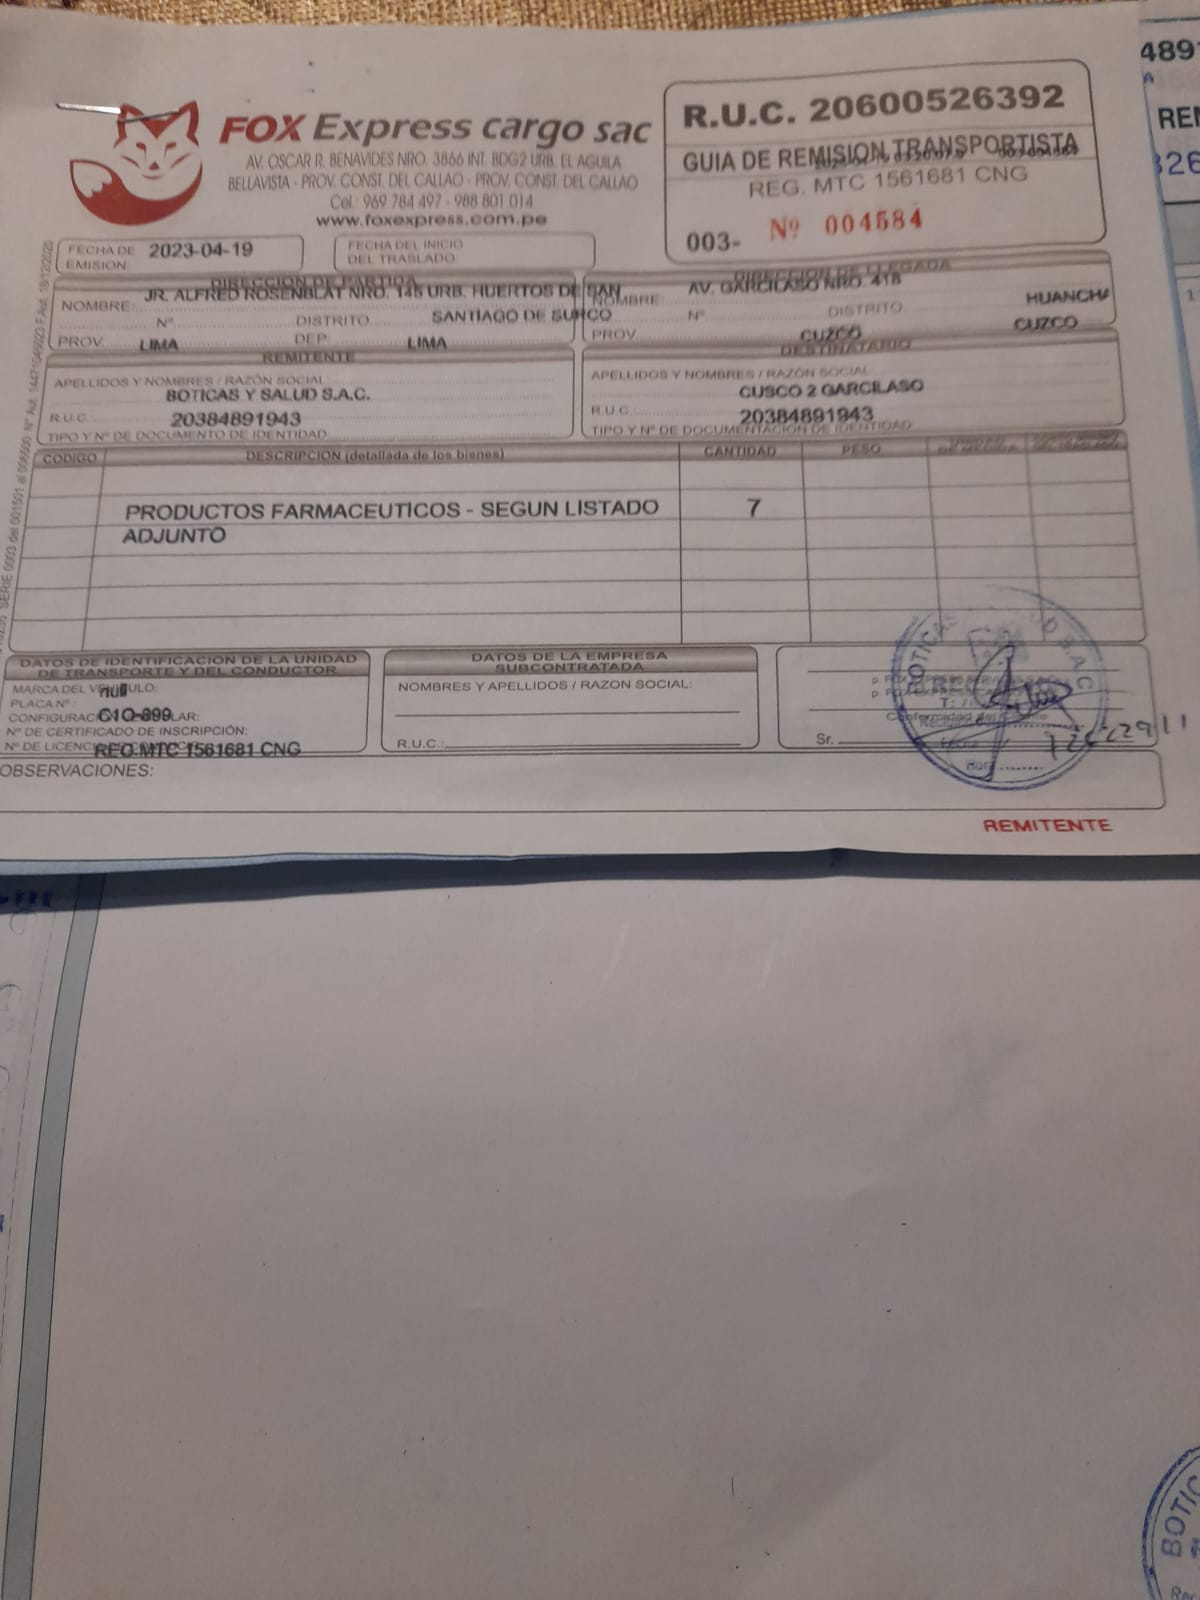 FOX Express cargo sac
AV. OSCAR R. BENAVIDES NRO. 3866 INT. BDG2 URB. EL AGUILA
BELLAVISTA - PROV. CONST. DEL CALLAO - PROV. CONST. DEL CALLAO
Cel.: 969 784 497 - 988 801 014
www.foxexpress.com.pe
R.U.C. 20600526392
GUIA DE REMISION TRANSPORTISTA
REG. MTC 1561681 CNG
003- Nº 004584
FECHA DE EMISION: 2023-04-19
FECHA DEL INICIO DEL TRASLADO:
DIRECCION DE PARTIDA
NOMBRE: JR. ALFRED ROSENBLAT NRO. 145 URB. HUERTOS DE SAN
Nº DISTRITO SANTIAGO DE SURCO
PROV. LIMA DEP. LIMA
DIRECCION DE LLEGADA
NOMBRE: AV. GARCILASO NRO. 418
Nº DISTRITO HUANCHA
PROV. CUZCO CUZCO
REMITENTE
APELLIDOS Y NOMBRES / RAZÓN SOCIAL:
BOTICAS Y SALUD S.A.C.
R.U.C. 20384891943
TIPO Y Nº DE DOCUMENTO DE IDENTIDAD
DESTINATARIO
APELLIDOS Y NOMBRES / RAZÓN SOCIAL
CUSCO 2 GARCILASO
R.U.G. 20384891943
TIPO Y Nº DE DOCUMENTACION DE IDENTIDAD
CODIGO DESCRIPCION (detallada de los bienes) CANTIDAD PESO
PRODUCTOS FARMACEUTICOS - SEGUN LISTADO 7
ADJUNTO
DATOS DE IDENTIFICACION DE LA UNIDAD
DE TRANSPORTE Y DEL CONDUCTOR
MARCA DEL VEHICULO: null
PLACA Nº:
C1O-899
Nº DE CERTIFICADO DE INSCRIPCIÓN:
REG.MTC 1561681 CNG
DATOS DE LA EMPRESA
SUBCONTRATADA
NOMBRES Y APELLIDOS / RAZON SOCIAL:
R.U.C.:
Conformidad del Cliente
Sr.
OBSERVACIONES:
REMITENTE
BOTICAS